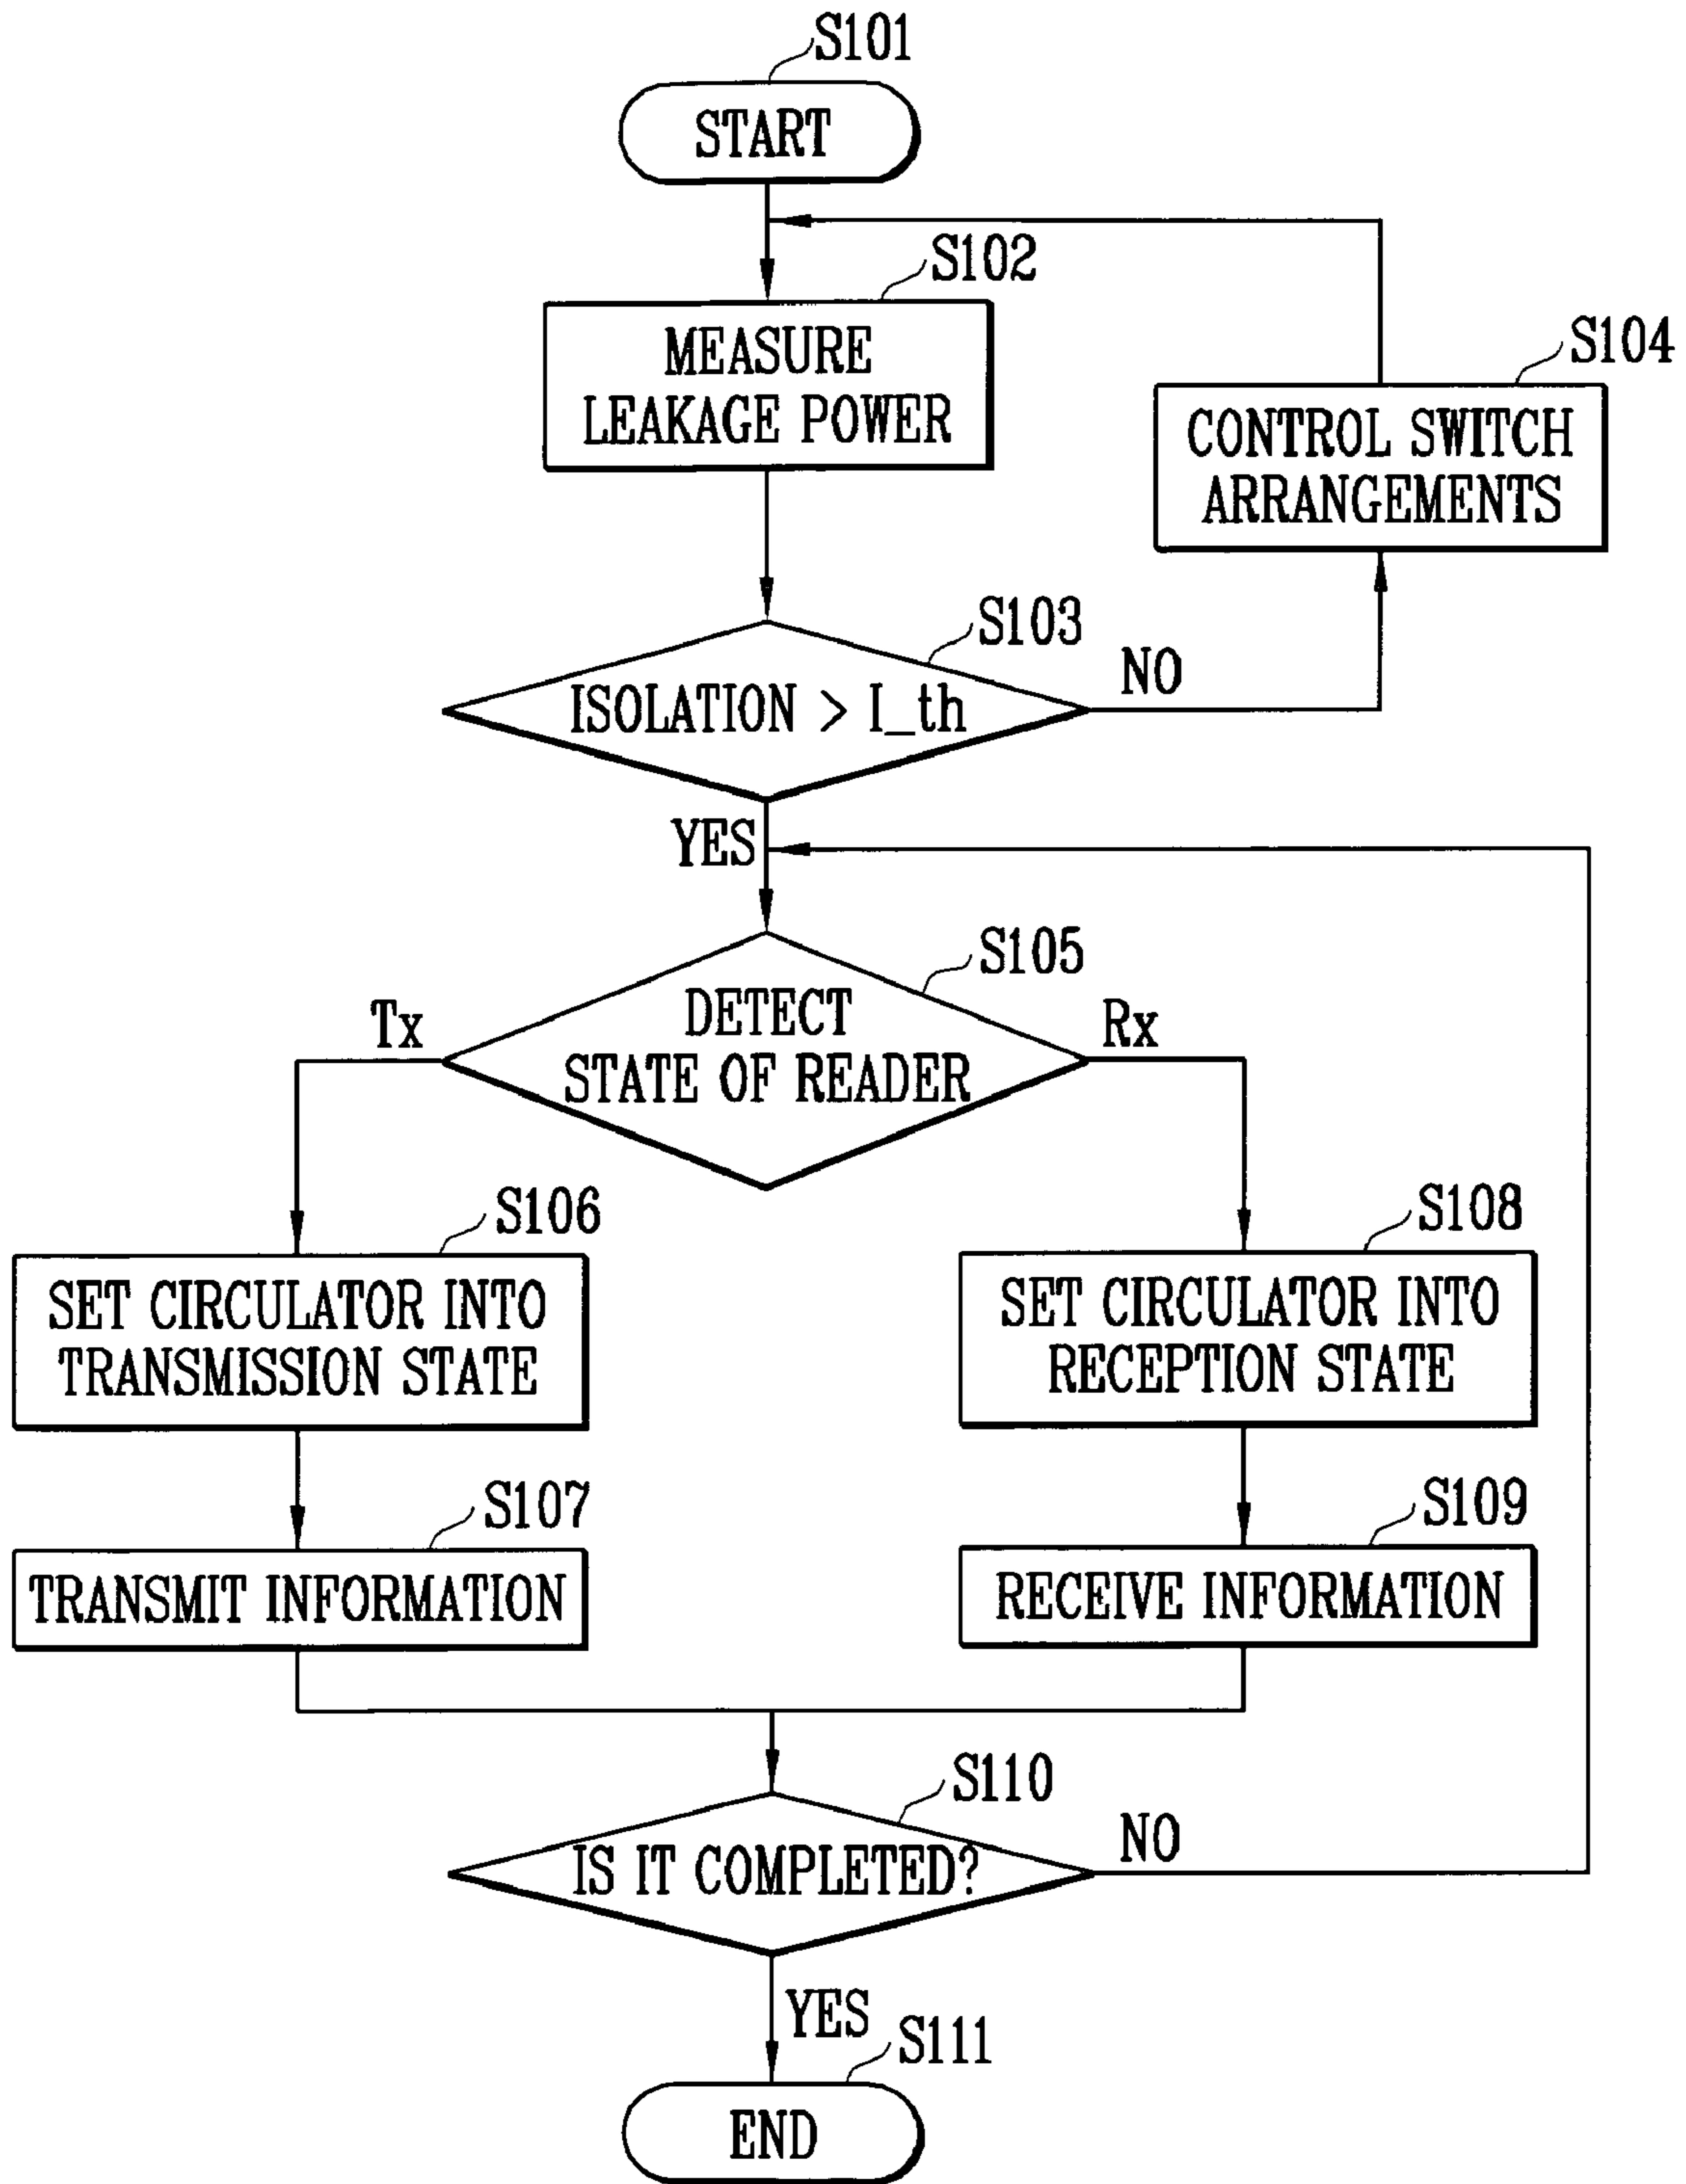 S101
START
S102
MEASURE
LEAKAGE POWER
S104
CONTROL SWITCH
ARRANGEMENTS
S103
ISOLATION > I_th
NO
YES
S105
DETECT
STATE OF READER
Tx
Rx
S106
SET CIRCULATOR INTO
TRANSMISSION STATE
S108
SET CIRCULATOR INTO
RECEPTION STATE
S107
TRANSMIT INFORMATION
S109
RECEIVE INFORMATION
S110
IS IT COMPLETED?
NO
YES
S111
END